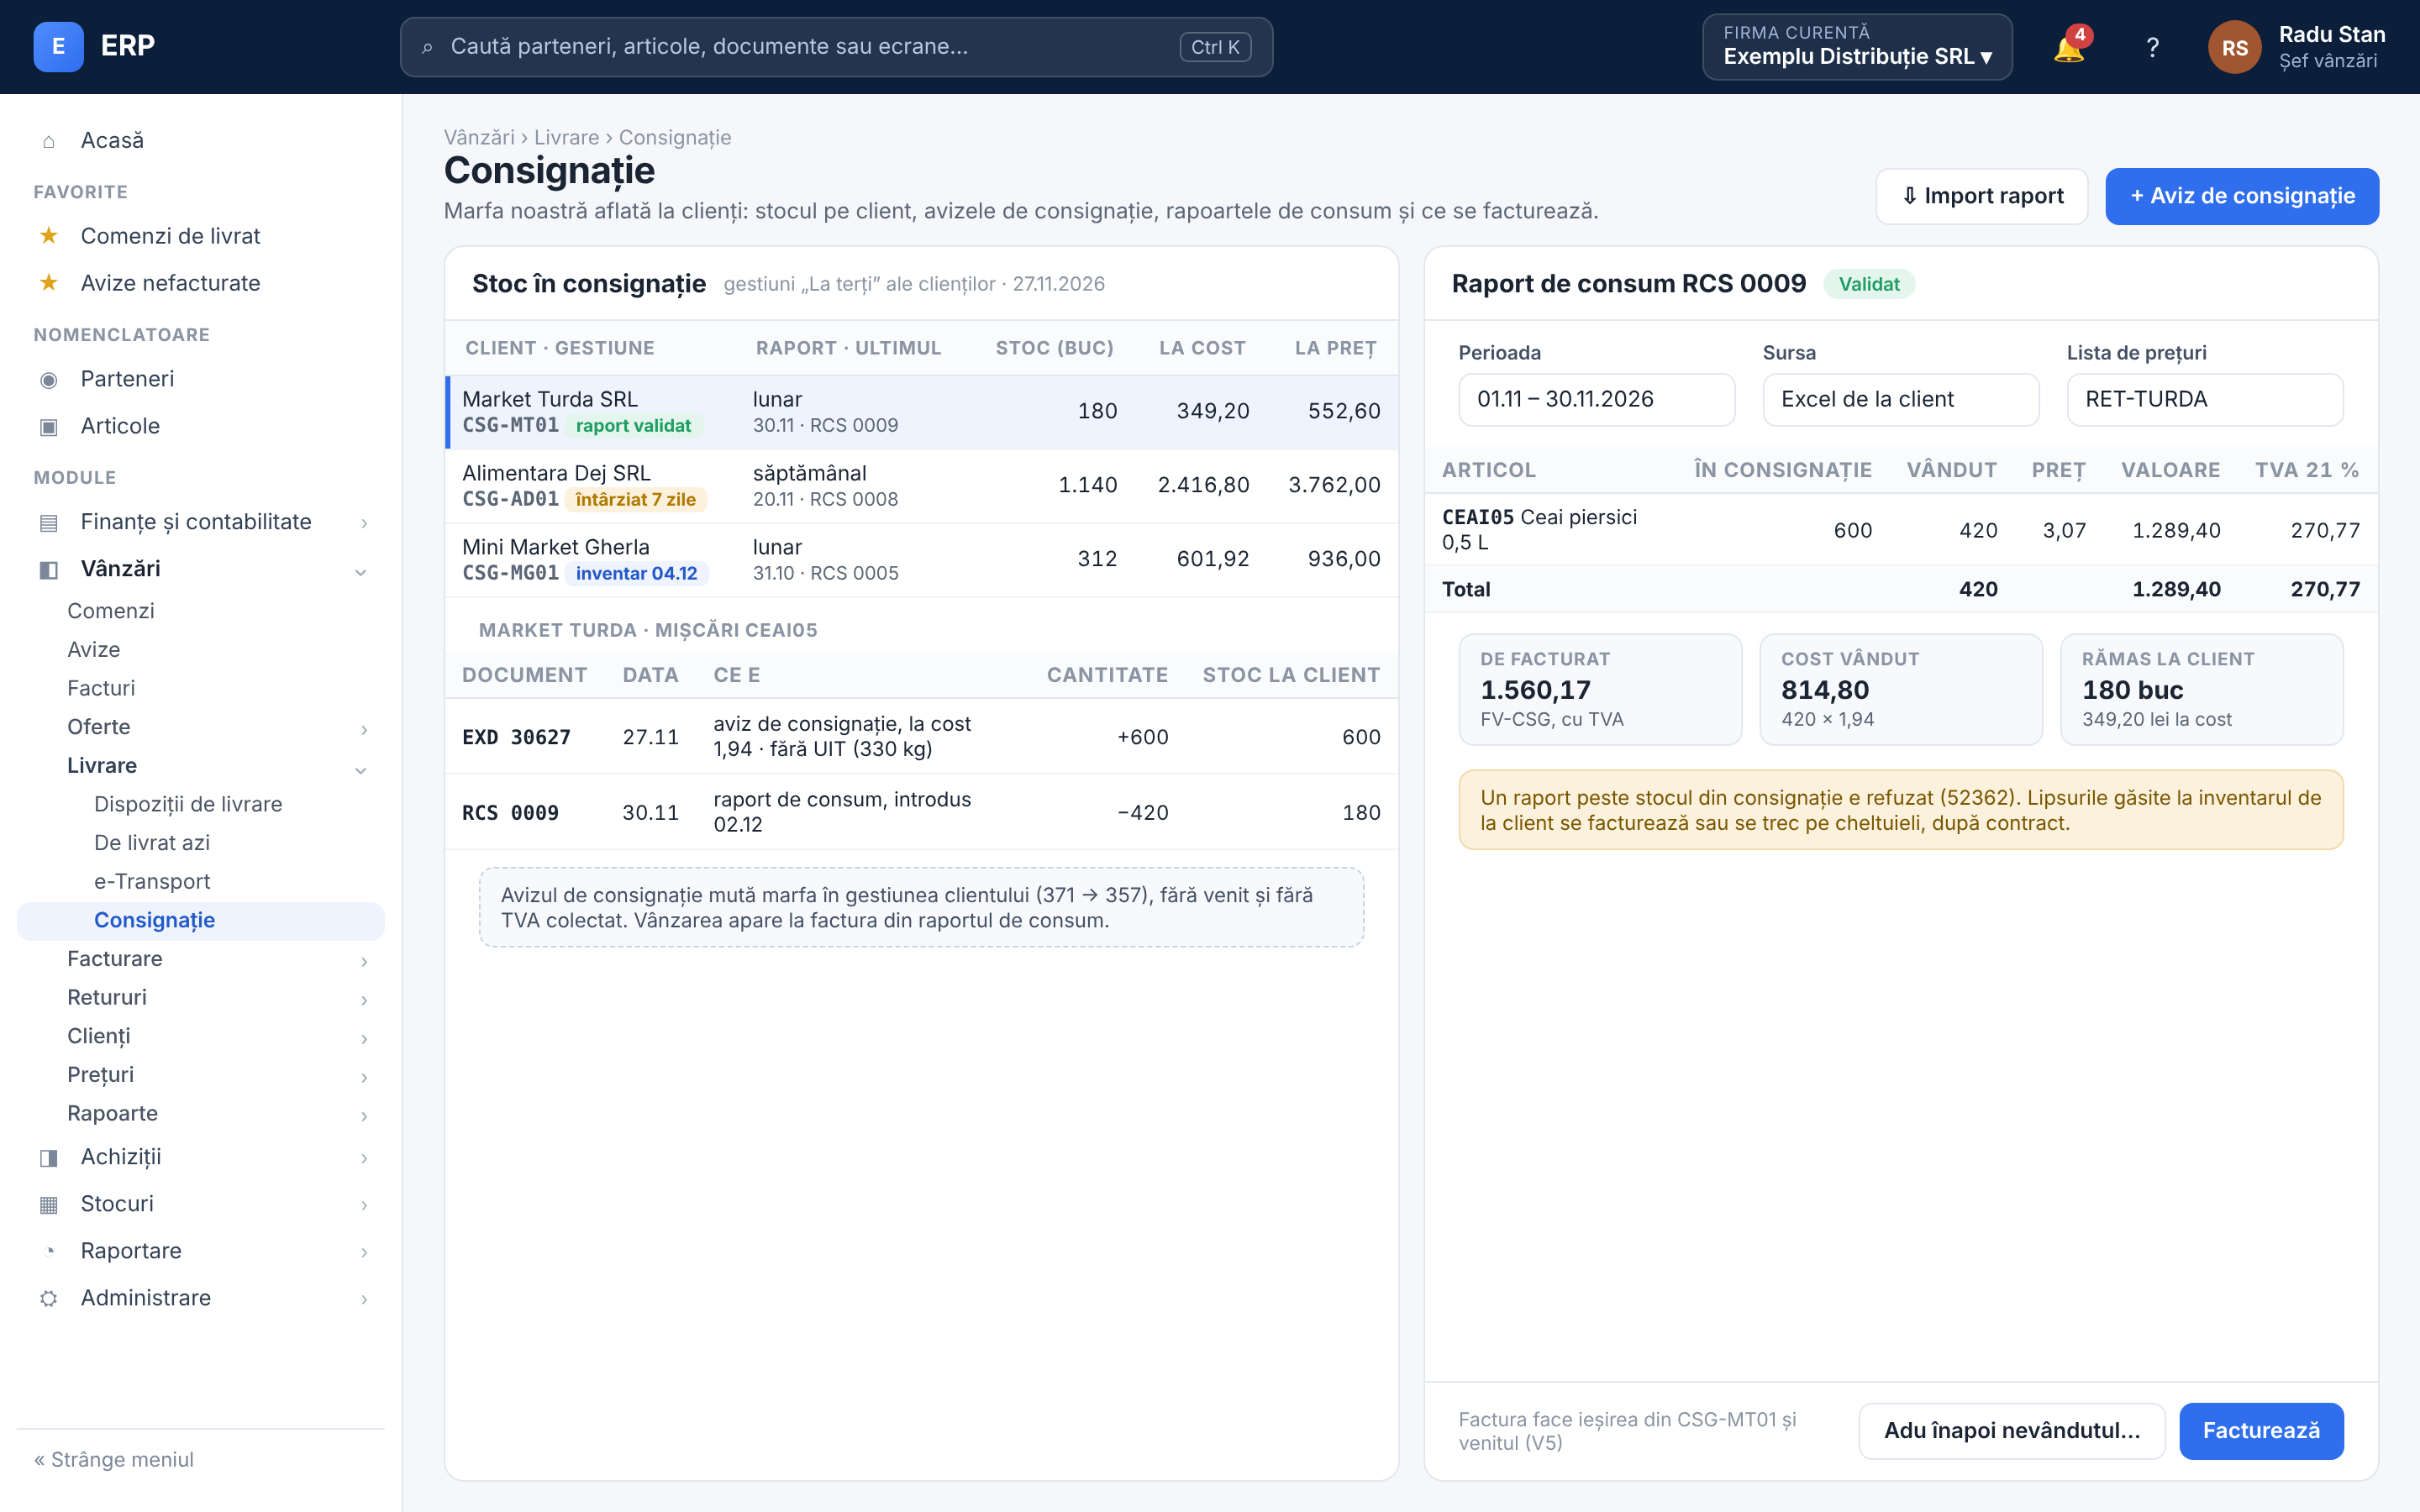 E ERP
Caută parteneri, articole, documente sau ecrane... Ctrl K
FIRMA CURENTĂ
Exemplu Distribuție SRL ▾
4
?
RS
Radu Stan
Șef vânzări
Acasă
FAVORITE
★ Comenzi de livrat
★ Avize nefacturate
NOMENCLATOARE
Parteneri
Articole
MODULE
Finanțe și contabilitate ›
Vânzări
Comenzi
Avize
Facturi
Oferte ›
Livrare
Dispoziții de livrare
De livrat azi
e-Transport
Consignație
Facturare ›
Retururi ›
Clienți ›
Prețuri ›
Rapoarte ›
Achiziții ›
Stocuri ›
Raportare ›
Administrare ›
« Strânge meniul
Vânzări › Livrare › Consignație
Consignație
Marfa noastră aflată la clienți: stocul pe client, avizele de consignație, rapoartele de consum și ce se facturează.
⇩ Import raport
+ Aviz de consignație
Stoc în consignație gestiuni „La terți” ale clienților · 27.11.2026
CLIENT · GESTIUNE RAPORT · ULTIMUL STOC (BUC) LA COST LA PREȚ
Market Turda SRL lunar 180 349,20 552,60
CSG-MT01 raport validat 30.11 · RCS 0009
Alimentara Dej SRL săptămânal 1.140 2.416,80 3.762,00
CSG-AD01 întârziat 7 zile 20.11 · RCS 0008
Mini Market Gherla lunar 312 601,92 936,00
CSG-MG01 inventar 04.12 31.10 · RCS 0005
MARKET TURDA · MIȘCĂRI CEAI05
DOCUMENT DATA CE E CANTITATE STOC LA CLIENT
EXD 30627 27.11 aviz de consignație, la cost +600 600
1,94 · fără UIT (330 kg)
RCS 0009 30.11 raport de consum, introdus −420 180
02.12
Avizul de consignație mută marfa în gestiunea clientului (371 → 357), fără venit și fără
TVA colectat. Vânzarea apare la factura din raportul de consum.
Raport de consum RCS 0009 Validat
Perioada Sursa Lista de prețuri
01.11 – 30.11.2026 Excel de la client RET-TURDA
ARTICOL ÎN CONSIGNAȚIE VÂNDUT PREȚ VALOARE TVA 21 %
CEAI05 Ceai piersici 600 420 3,07 1.289,40 270,77
0,5 L
Total 420 1.289,40 270,77
DE FACTURAT COST VÂNDUT RĂMAS LA CLIENT
1.560,17 814,80 180 buc
FV-CSG, cu TVA 420 × 1,94 349,20 lei la cost
Un raport peste stocul din consignație e refuzat (52362). Lipsurile găsite la inventarul de
la client se facturează sau se trec pe cheltuieli, după contract.
Factura face ieșirea din CSG-MT01 și
venitul (V5)
Adu înapoi nevândutul...
Facturează